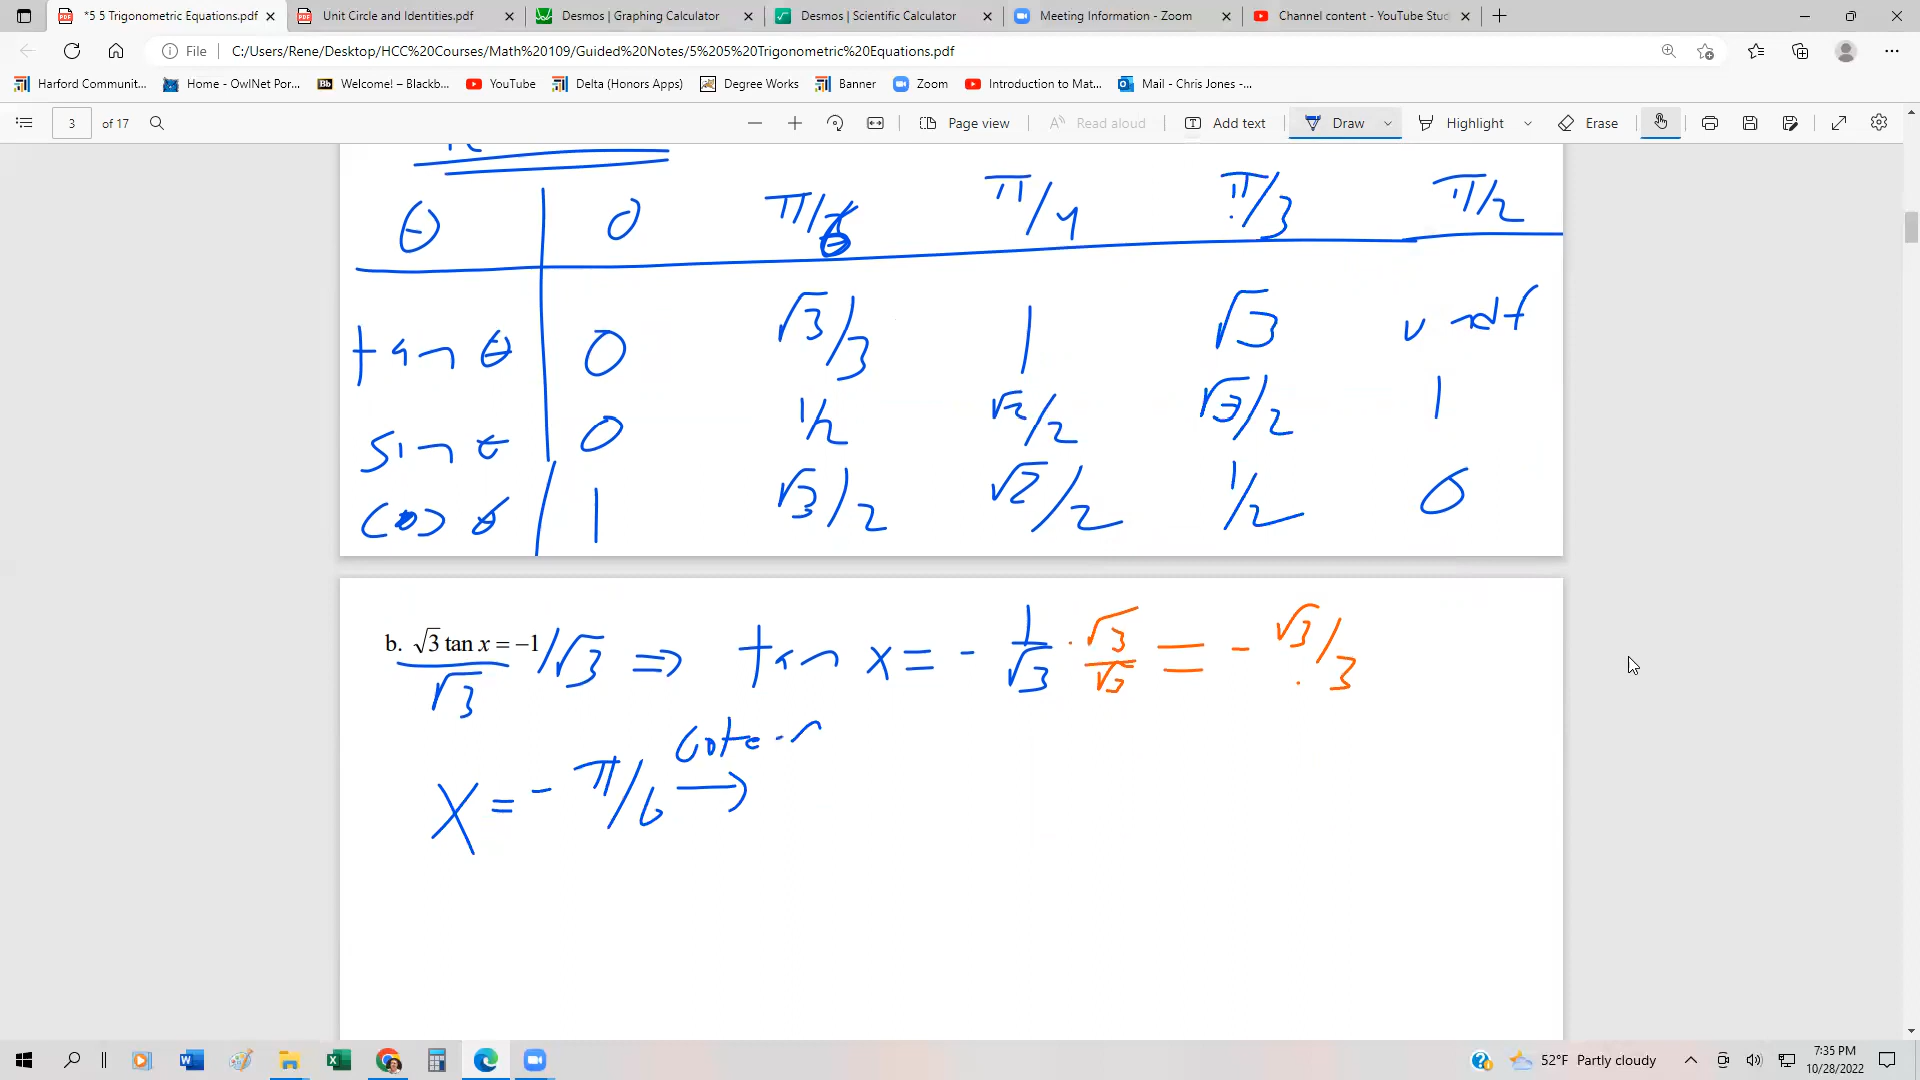 *5 5 Trigonometric Equations.pdf
Unit Circle and Identities.pdf
Desmos | Graphing Calculator
Desmos | Scientific Calculator
Meeting Information - Zoom
Channel content - YouTube Stud
File C:/Users/Rene/Desktop/HCC%20Courses/Math%20109/Guided%20Notes/5%205%20Trigonometric%20Equations.pdf
Harford Communit... Home - OwlNet Por... Bb Welcome! – Blackb... YouTube Delta (Honors Apps) Degree Works Banner Zoom Introduction to Mat... Mail - Chris Jones -...
3 of 17 Page view Read aloud Add text Draw Highlight Erase
θ 0 π/6 π/4 π/3 π/2
tan θ 0 √3/3 1 √3 undf
sin θ 0 1/2 √2/2 √3/2 1
cos θ 1 √3/2 √2/2 1/2 0
b. √3 tan x = −1 /√3 ⇒ tan x = - 1/√3 · √3/√3 = - √3/3
√3
x = - π/6 →
52°F Partly cloudy
7:35 PM
10/28/2022